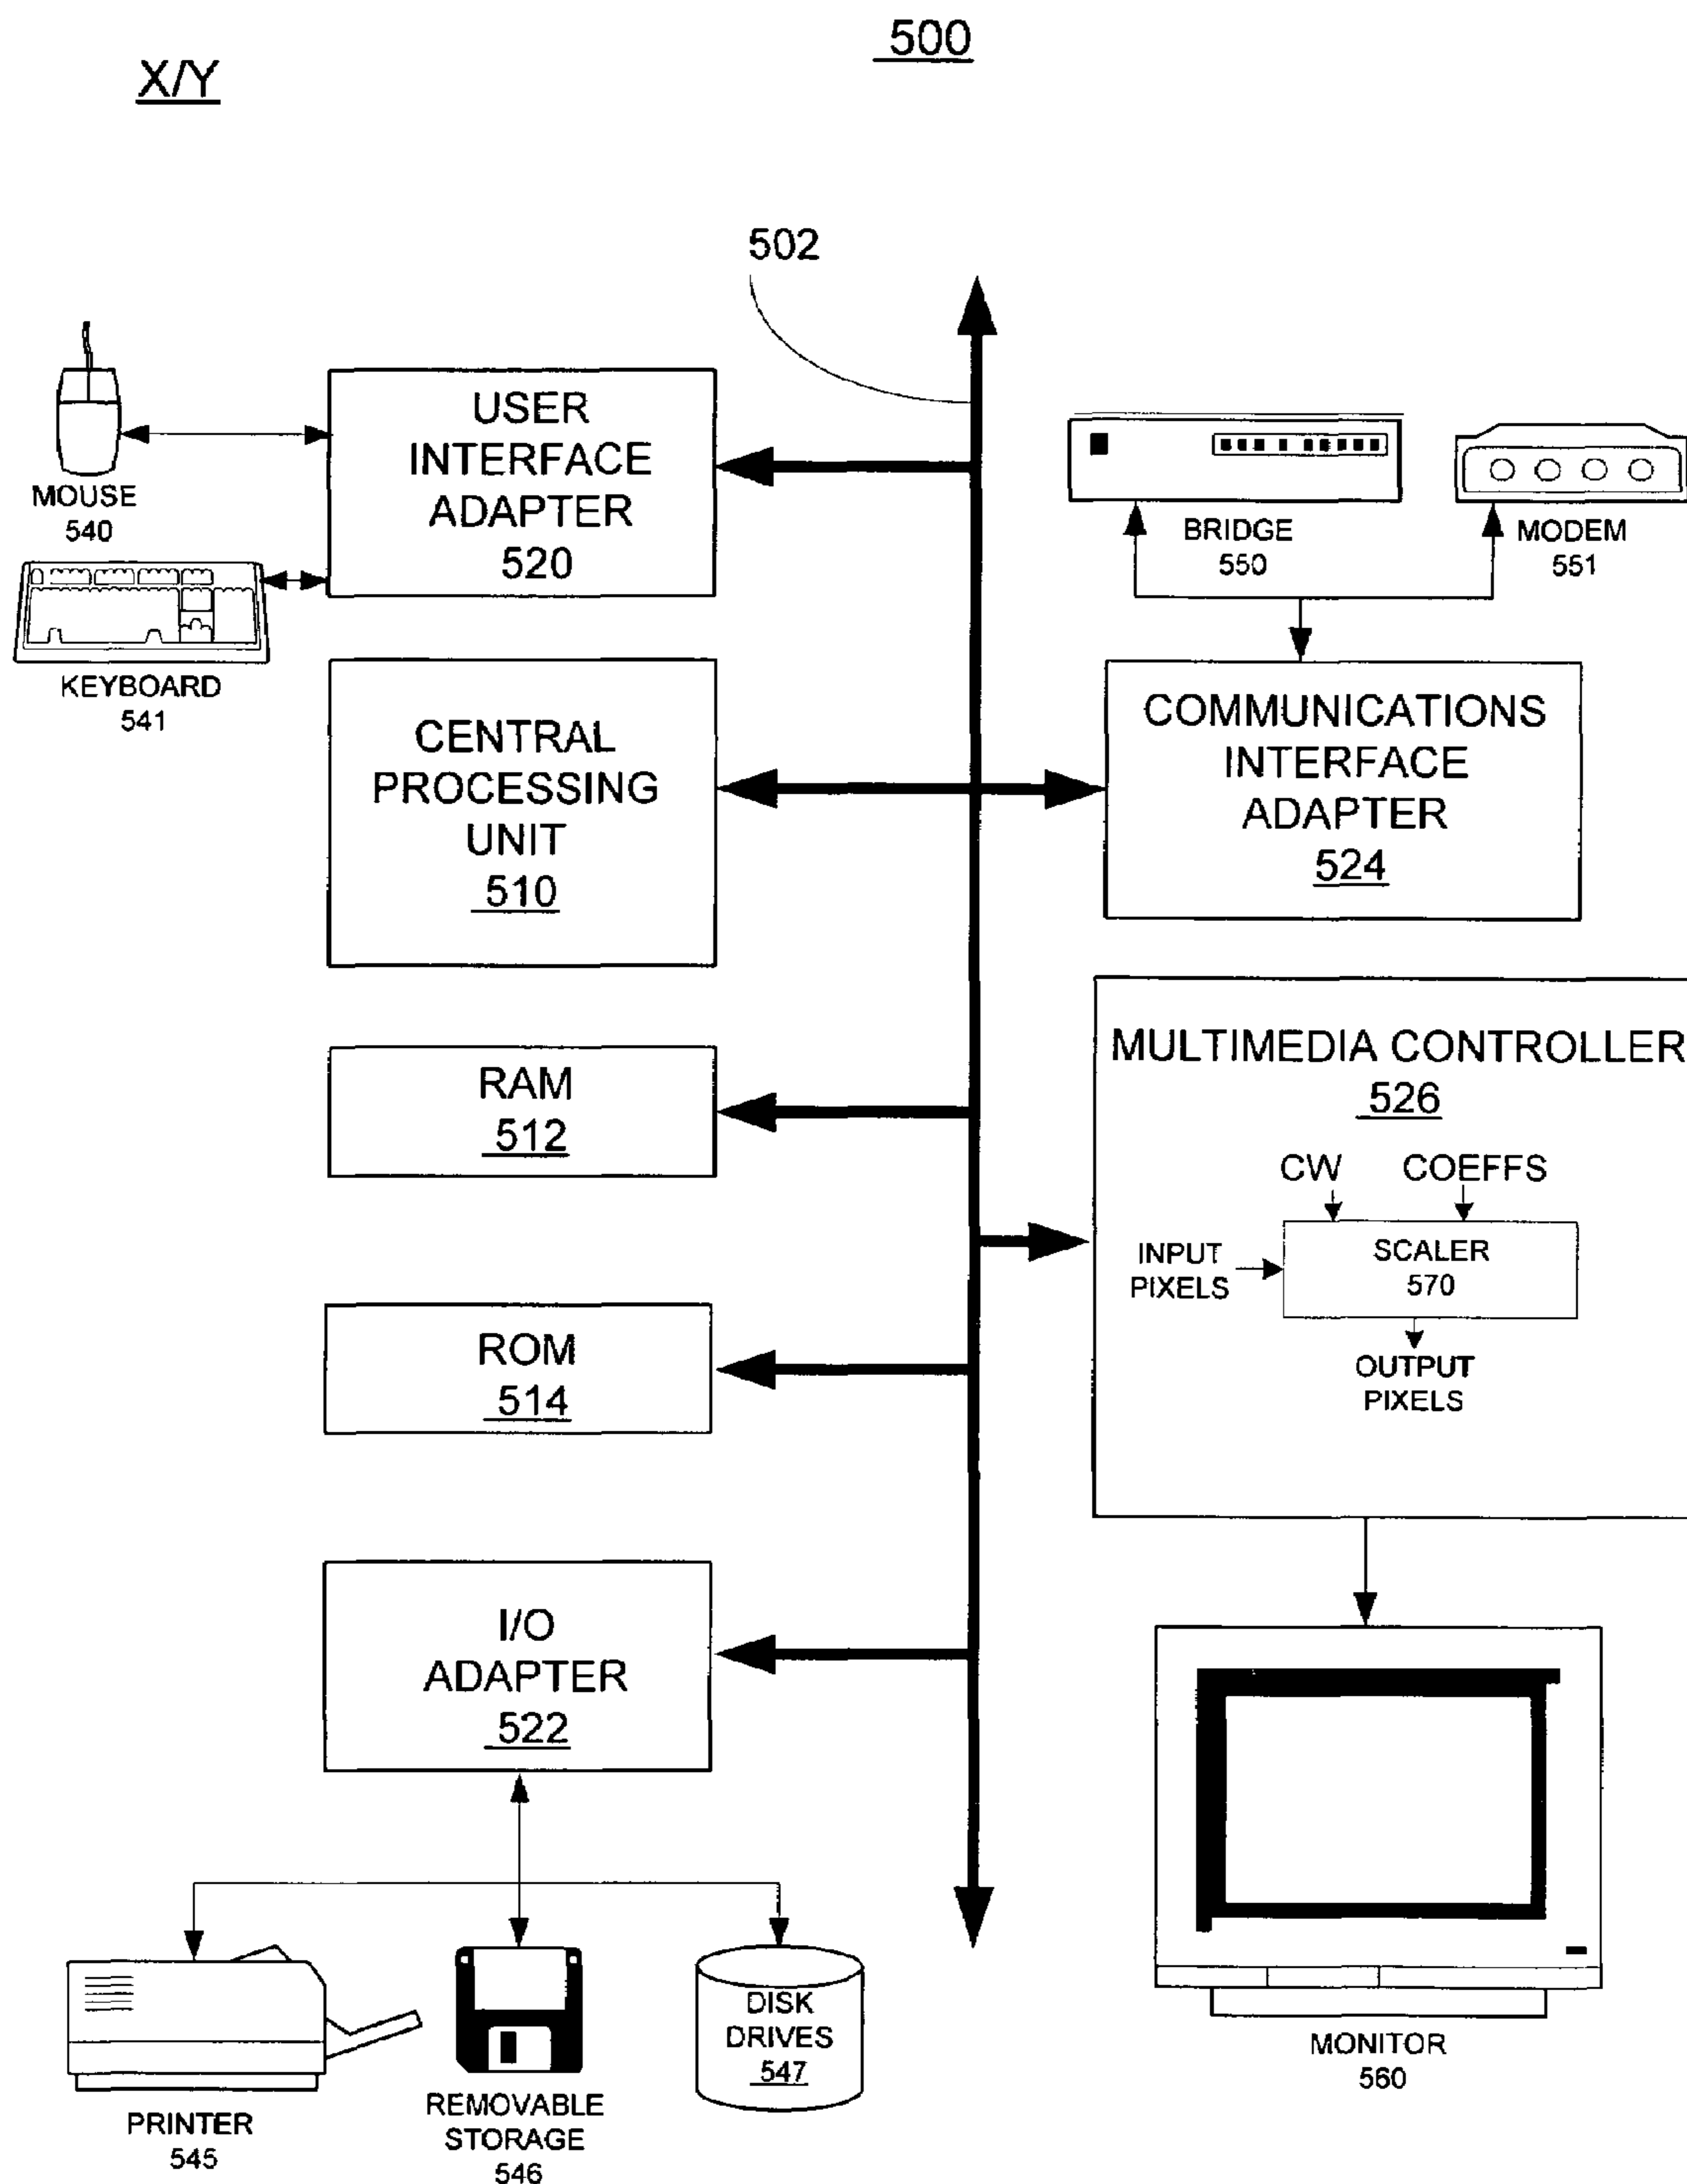 500
X/Y
502
MOUSE
540
KEYBOARD
541
USER
INTERFACE
ADAPTER
520
BRIDGE
550
MODEM
551
CENTRAL
PROCESSING
UNIT
510
COMMUNICATIONS
INTERFACE
ADAPTER
524
RAM
512
MULTIMEDIA CONTROLLER
526
CW
COEFFS
INPUT
PIXELS
SCALER
570
OUTPUT
PIXELS
ROM
514
I/O
ADAPTER
522
PRINTER
545
REMOVABLE
STORAGE
546
DISK
DRIVES
547
MONITOR
560